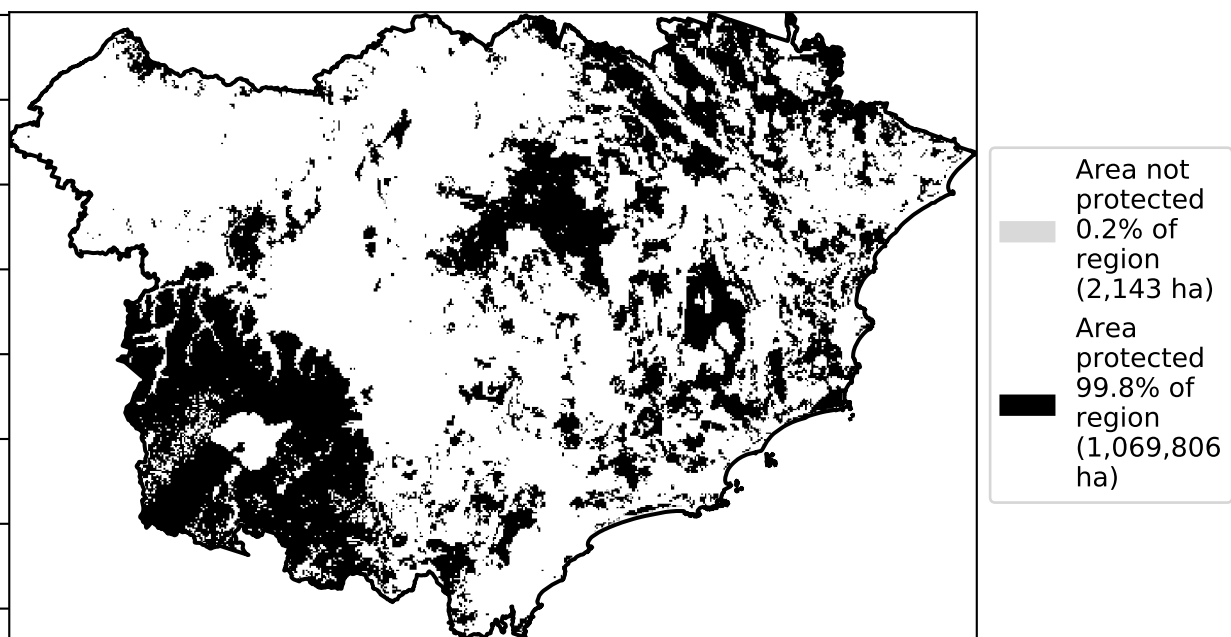 Area not
protected
0.2% of
region
(2,143 ha)
Area
protected
99.8% of
region
(1,069,806
ha)